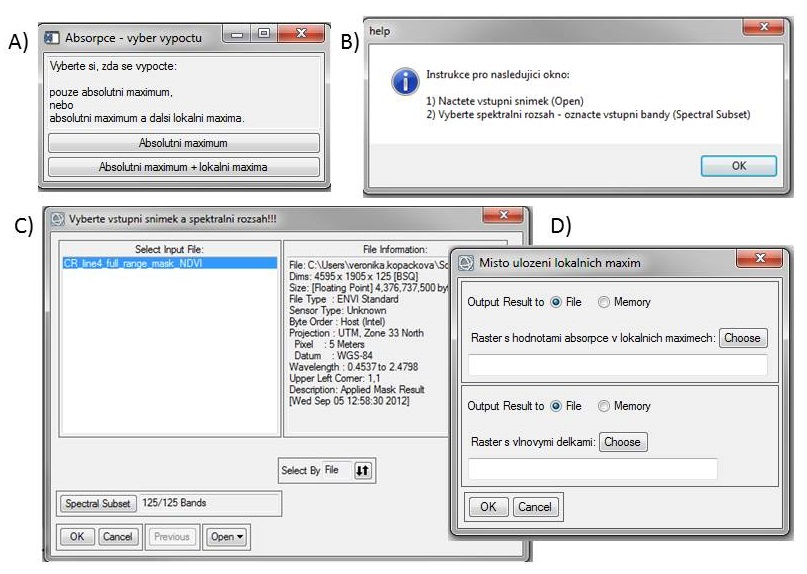 A)
Absorpce - vyber vypoctu
Vyberte si, zda se vypocte:
pouze absolutni maximum,
nebo
absolutni maximum a dalsi lokalni maxima.
Absolutni maximum
Absolutni maximum + lokalni maxima
B)
help
Instrukce pro nasledujici okno:
1) Nactete vstupni snimek (Open)
2) Vyberte spektralni rozsah - oznacte vstupni bandy (Spectral Subset)
OK
C)
Vyberte vstupni snimek a spektralni rozsah!!!
Select Input File:
CR_line4_full_range_mask_NDVI
File Information:
File: C:\Users\veronika.kopackova\Sc
Dims: 4595 x 1905 x 125 [BSQ]
Size: [Floating Point] 4,376,737,500 byt
File Type : ENVI Standard
Sensor Type: Unknown
Byte Order : Host (Intel)
Projection : UTM, Zone 33 North
Pixel : 5 Meters
Datum : WGS-84
Wavelength : 0.4537 to 2.4798
Upper Left Corner: 1,1
Description: Applied Mask Result
[Wed Sep 05 12:58:30 2012]
Select By File
Spectral Subset 125/125 Bands
OK Cancel Previous Open
D)
Misto ulozeni lokalnich maxim
Output Result to File Memory
Raster s hodnotami absorpce v lokalnich maximech: Choose
Output Result to File Memory
Raster s vlnovymi delkami: Choose
OK Cancel